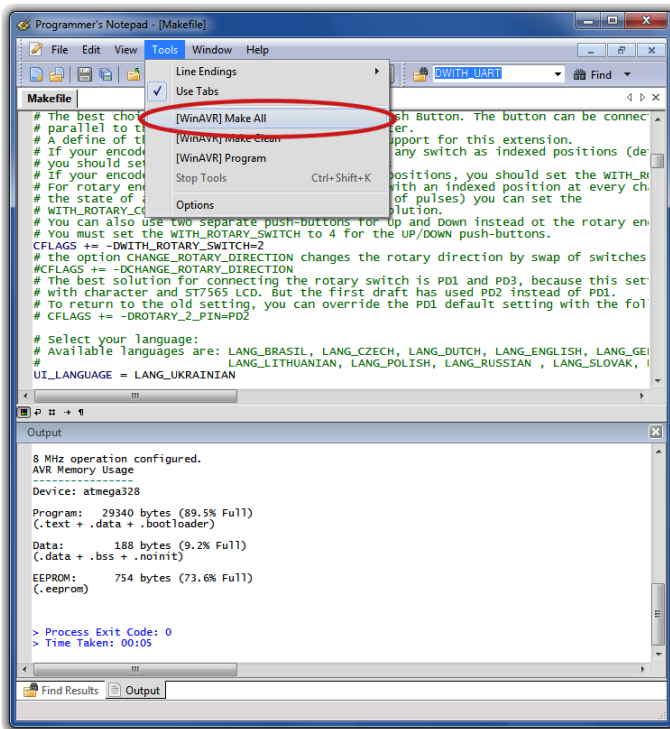 Programmer's Notepad - [Makefile]
File Edit View Tools Window Help
DWITH_UART Find
Line Endings
Use Tabs
[WinAVR] Make All
[WinAVR] Make Clean
[WinAVR] Program
Stop Tools Ctrl+Shift+K
Options
Makefile
# The best choi sh Button. The button can be connec
# parallel to th er.
# A define of th upport for this extension.
# If your encode any switch as indexed positions (de
# you should set
# If your encode ositions, you should set the WITH_R
# For rotary en with an indexed position at every ch
# the state of a of pulses) you can set the
# WITH_ROTARY_CO lution.
# You can also use two separate push-buttons for Up and Down instead ot the rotary en
# You must set the WITH_ROTARY_SWITCH to 4 for the UP/DOWN push-buttons.
CFLAGS += -DWITH_ROTARY_SWITCH=2
# the option CHANGE_ROTARY_DIRECTION changes the rotary direction by swap of switches
#CFLAGS += -DCHANGE_ROTARY_DIRECTION
# The best solution for connecting the rotary switch is PD1 and PD3, because this set
# with character and ST7565 LCD. But the first draft has used PD2 instead of PD1.
# To return to the old setting, you can override the PD1 default setting with the fol
# CFLAGS += -DROTARY_2_PIN=PD2
# Select your language:
# Available languages are: LANG_BRASIL, LANG_CZECH, LANG_DUTCH, LANG_ENGLISH, LANG_GE
# LANG_LITHUANIAN, LANG_POLISH, LANG_RUSSIAN , LANG_SLOVAK,
UI_LANGUAGE = LANG_UKRAINIAN
Output
8 MHz operation configured.
AVR Memory Usage
----------------
Device: atmega328
Program: 29340 bytes (89.5% Full)
(.text + .data + .bootloader)
Data: 188 bytes (9.2% Full)
(.data + .bss + .noinit)
EEPROM: 754 bytes (73.6% Full)
(.eeprom)
> Process Exit Code: 0
> Time Taken: 00:05
Find Results Output